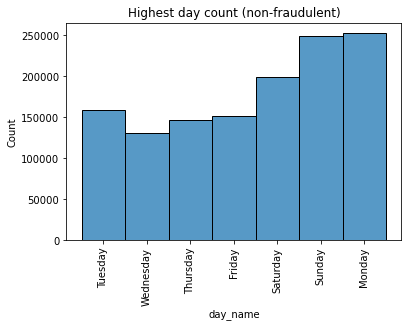 Highest day count (non-fraudulent)
Count
250000
200000
150000
100000
50000
0
Tuesday
Wednesday
Thursday
Friday
Saturday
Sunday
Monday
day_name